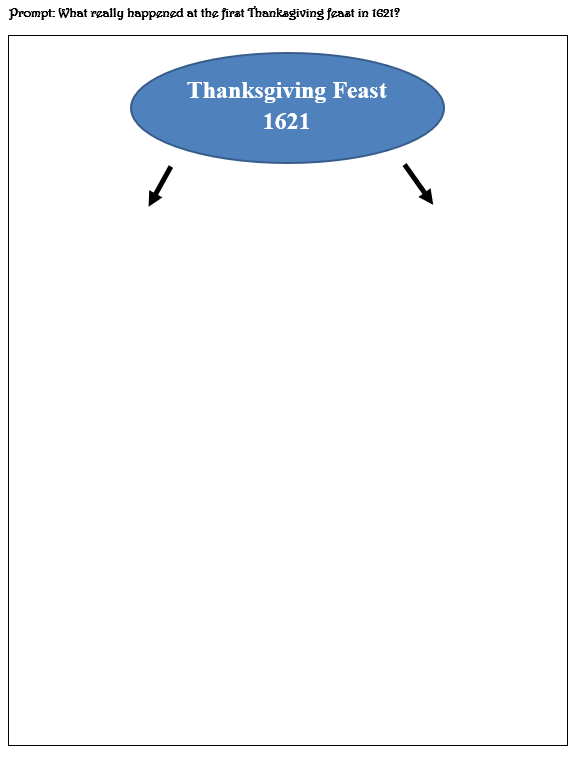 Prompt: What really happened at the first Thanksgiving feast in 1621?
Thanksgiving Feast
1621